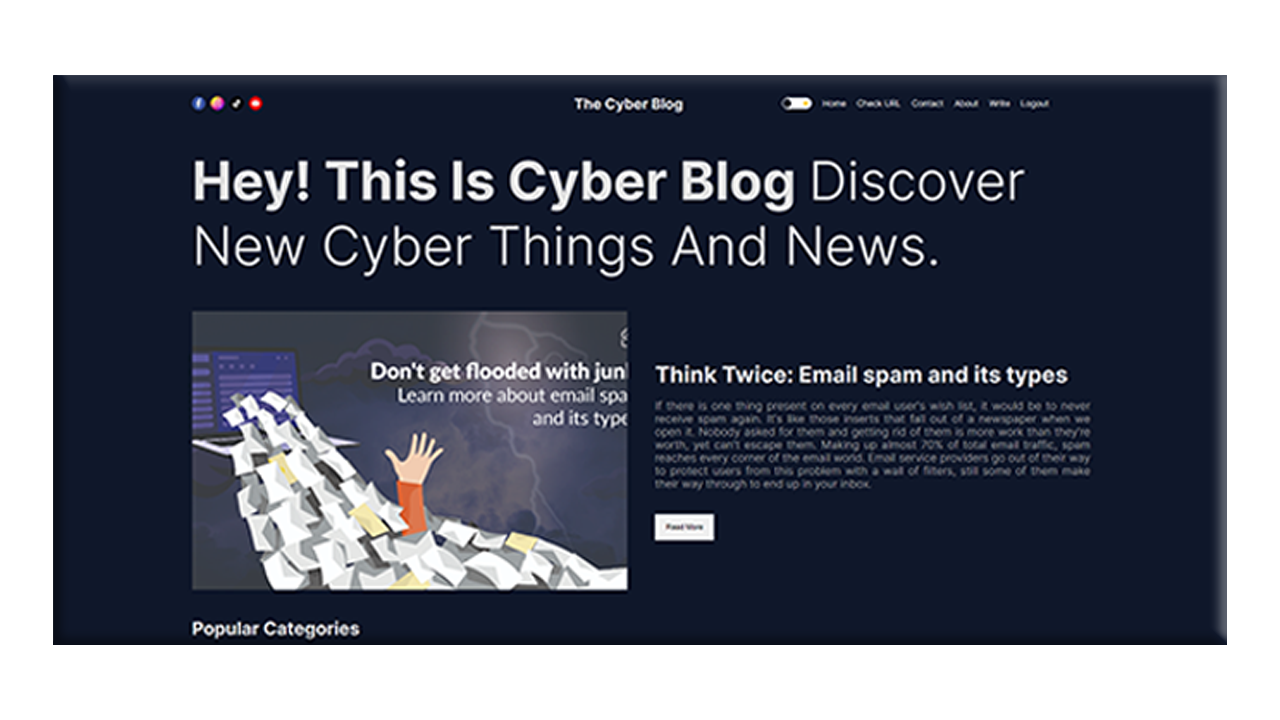 The Cyber Blog
Home Check URL Contact About Write Logout
Hey! This Is Cyber Blog Discover
New Cyber Things And News.
Don't get flooded with junk
Learn more about email spa
and its type
Think Twice: Email spam and its types
If there is one thing present on every email user's wish list, it would be to never
receive spam again. It's like those inserts that fall out of a newspaper when we
open it. Nobody asked for them and getting rid of them is more work than they're
worth, yet can't escape them. Making up almost 70% of total email traffic, spam
reaches every corner of the email world. Email service providers go out of their way
to protect users from this problem with a wall of filters, still some of them make
their way through to end up in your inbox.
Read More
Popular Categories